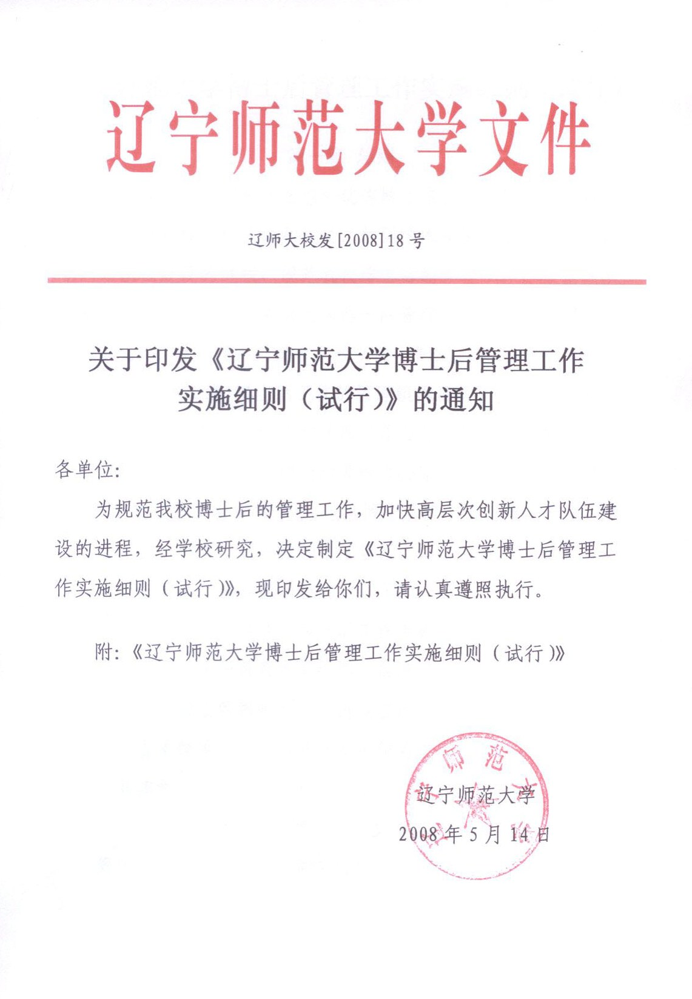 辽宁师范大学文件
辽师大校发[2008]18 号
关于印发《辽宁师范大学博士后管理工作
实施细则（试行）》的通知
各单位：
为规范我校博士后的管理工作，加快高层次创新人才队伍建
设的进程，经学校研究，决定制定《辽宁师范大学博士后管理工
作实施细则（试行）》，现印发给你们，请认真遵照执行。
附：《辽宁师范大学博士后管理工作实施细则（试行）》
辽宁师范大学
辽宁师范大学
2008 年 5 月 14 日